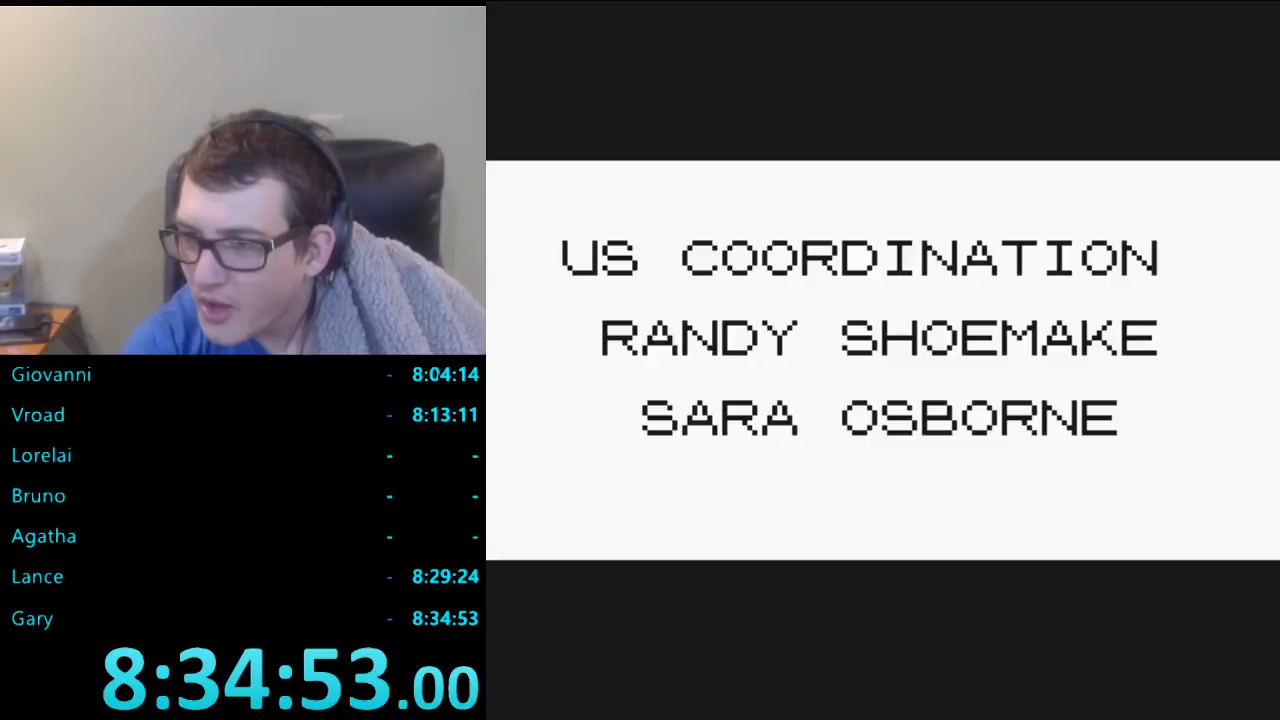 Giovanni - 8:04:14
Vroad - 8:13:11
Lorelai - -
Bruno - -
Agatha - -
Lance - 8:29:24
Gary - 8:34:53
8:34:53.00
US COORDINATION
RANDY SHOEMAKE
SARA OSBORNE